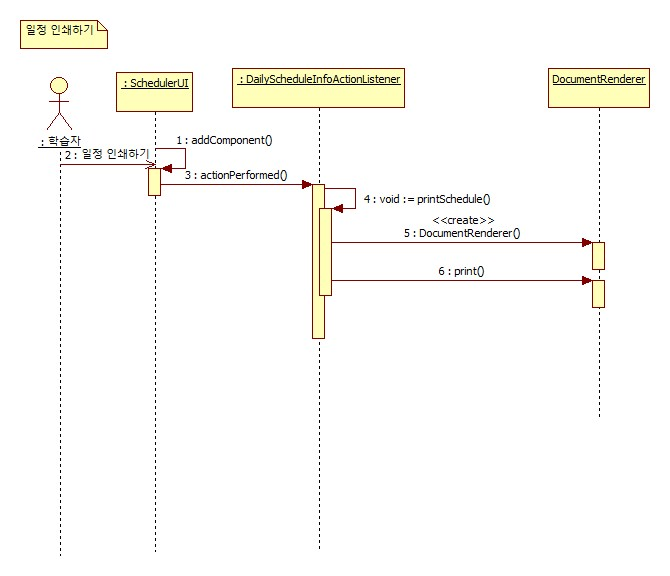 일정 인쇄하기
: SchedulerUI
: DailyScheduleInfoActionListener
DocumentRenderer
: 학습자
1 : addComponent()
2 : 일정 인쇄하기
3 : actionPerformed()
4 : void := printSchedule()
<<create>>
5 : DocumentRenderer()
6 : print()